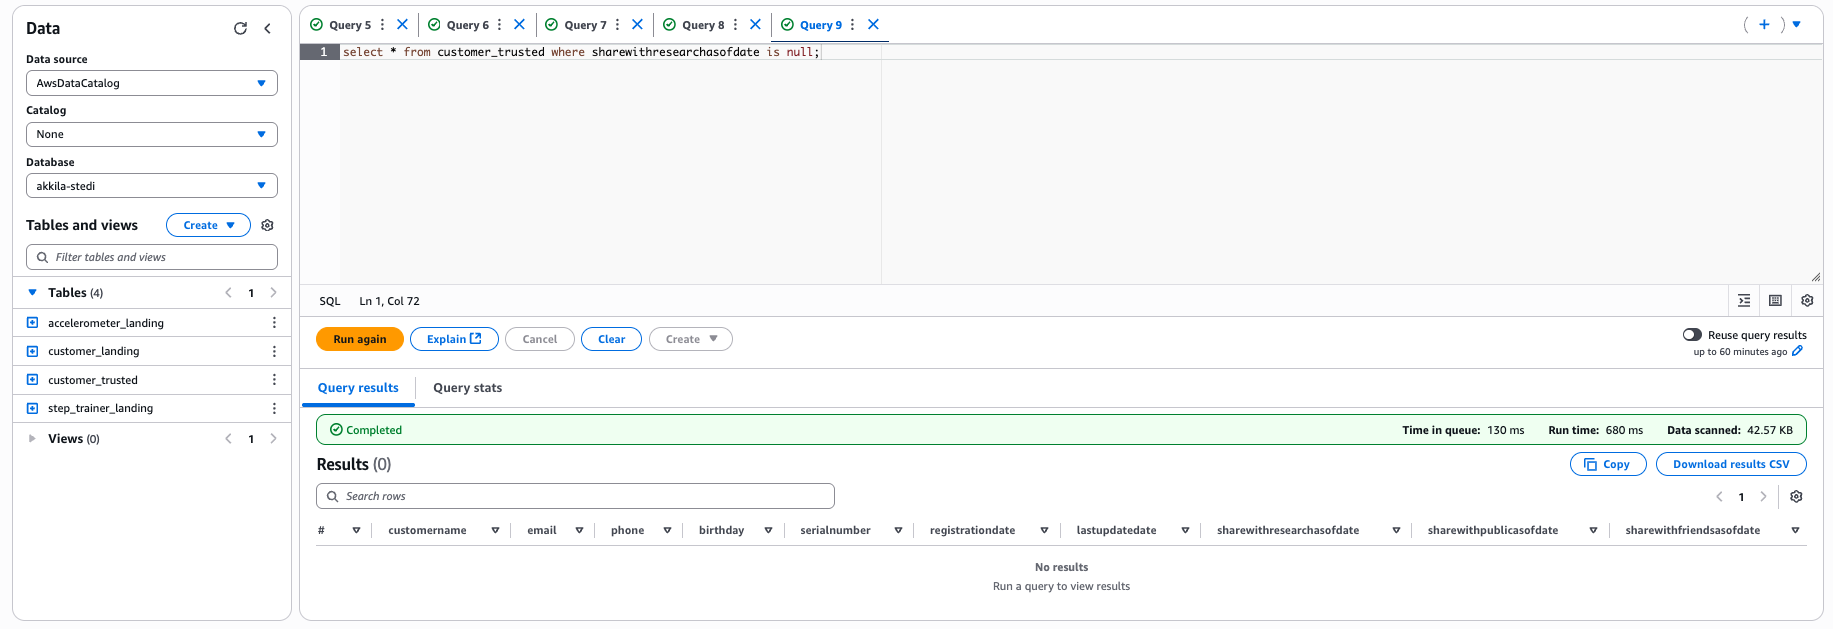 Data
Data source
AwsDataCatalog
Catalog
None
Database
akkila-stedi
Tables and views
Create
Filter tables and views
Tables (4)
1
accelerometer_landing
customer_landing
customer_trusted
step_trainer_landing
Views (0)
1
Query 5
Query 6
Query 7
Query 8
Query 9
1 select * from customer_trusted where sharewithresearchasofdate is null;
SQL Ln 1, Col 72
Run again
Explain
Cancel
Clear
Create
Reuse query results
up to 60 minutes ago
Query results
Query stats
Completed
Time in queue: 130 ms Run time: 680 ms Data scanned: 42.57 KB
Results (0)
Copy
Download results CSV
Search rows
1
# customername email phone birthday serialnumber registrationdate lastupdatedate sharewithresearchasofdate sharewithpublicasofdate sharewithfriendsasofdate
No results
Run a query to view results